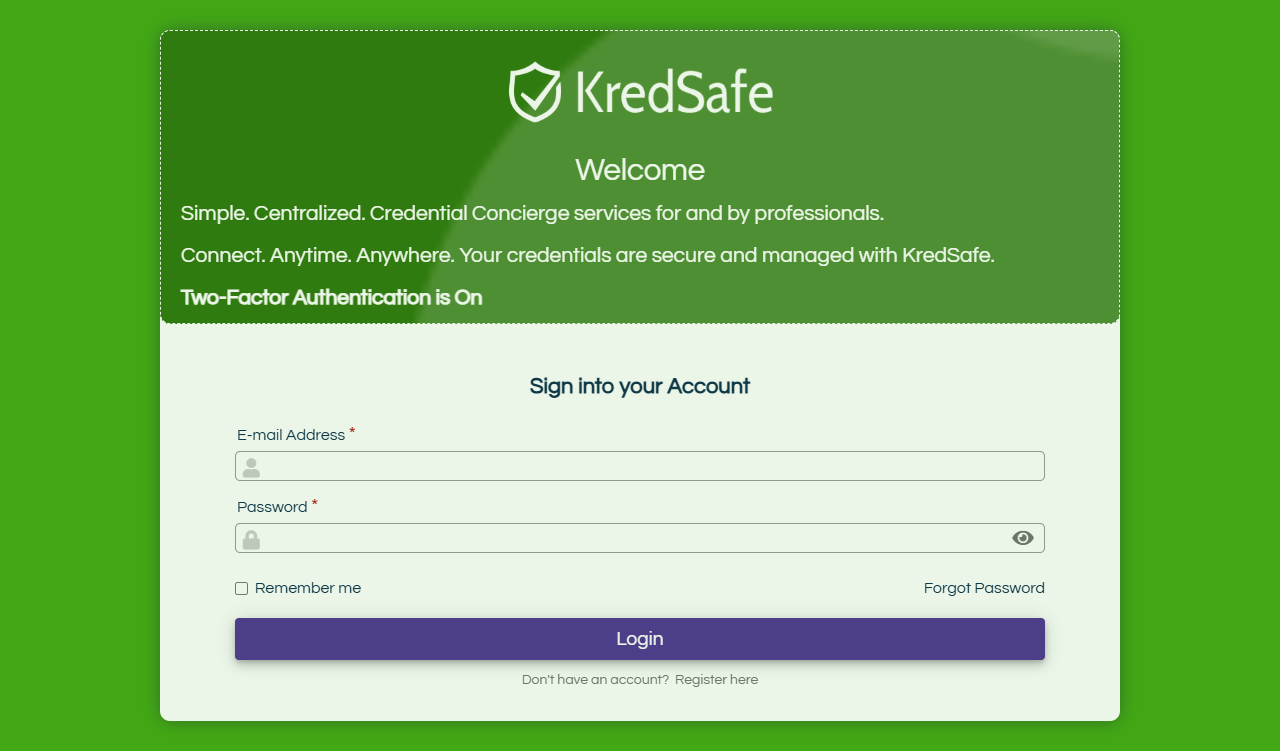 KredSafe
Welcome
Simple. Centralized. Credential Concierge services for and by professionals.
Connect. Anytime. Anywhere. Your credentials are secure and managed with KredSafe.
Two-Factor Authentication is On
Sign into your Account
E-mail Address *
Password *
Remember me
Forgot Password
Login
Don't have an account? Register here